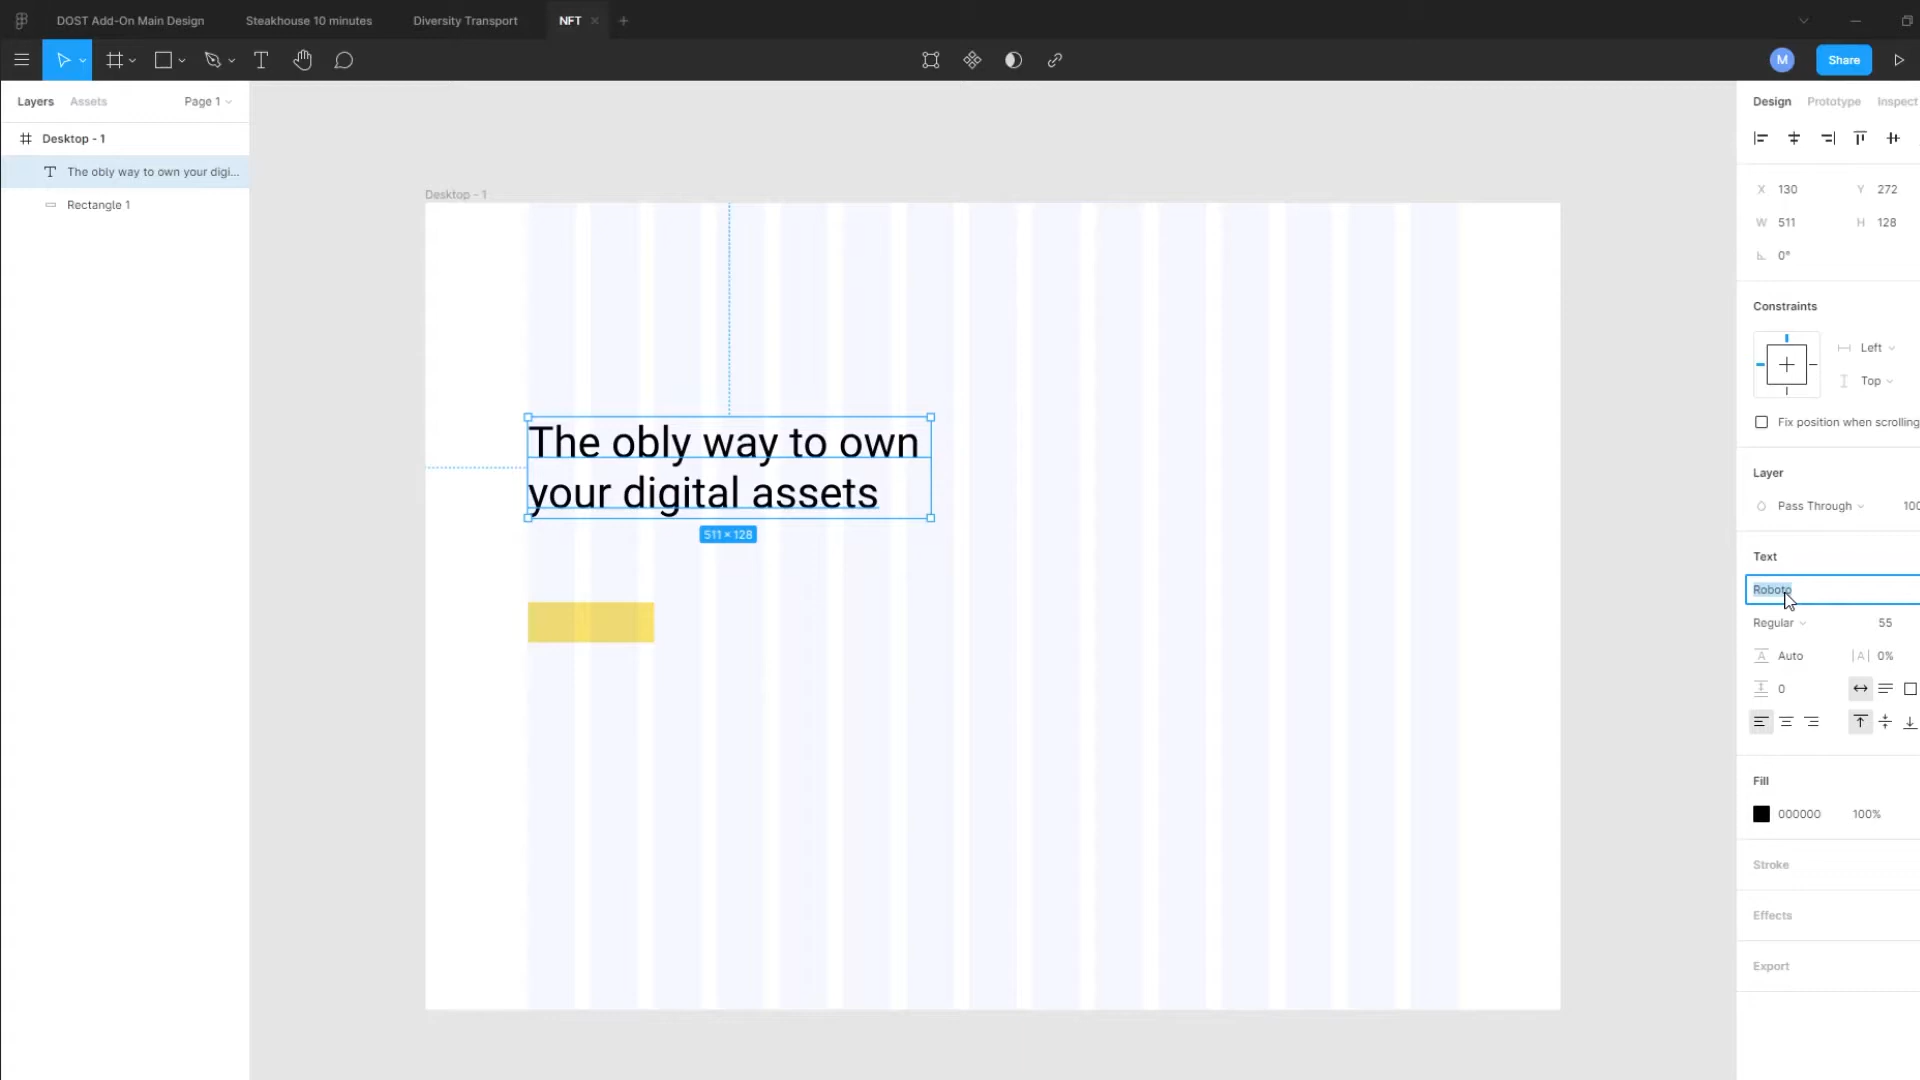 DOST Add-On Main Design
Steakhouse 10 minutes
Diversity Transport
NFT
M
Share
Layers
Assets
Page 1
Desktop - 1
The obly way to own your digi...
Rectangle 1
Desktop - 1
The obly way to own
your digital assets
511 × 128
Design
Prototype
Inspect
X 130
Y 272
W 511
H 128
0°
Constraints
Left
Top
Fix position when scrolling
Layer
Pass Through
100
Text
Roboto
Regular
55
A Auto
|A| 0%
0
Fill
000000
100%
Stroke
Effects
Export